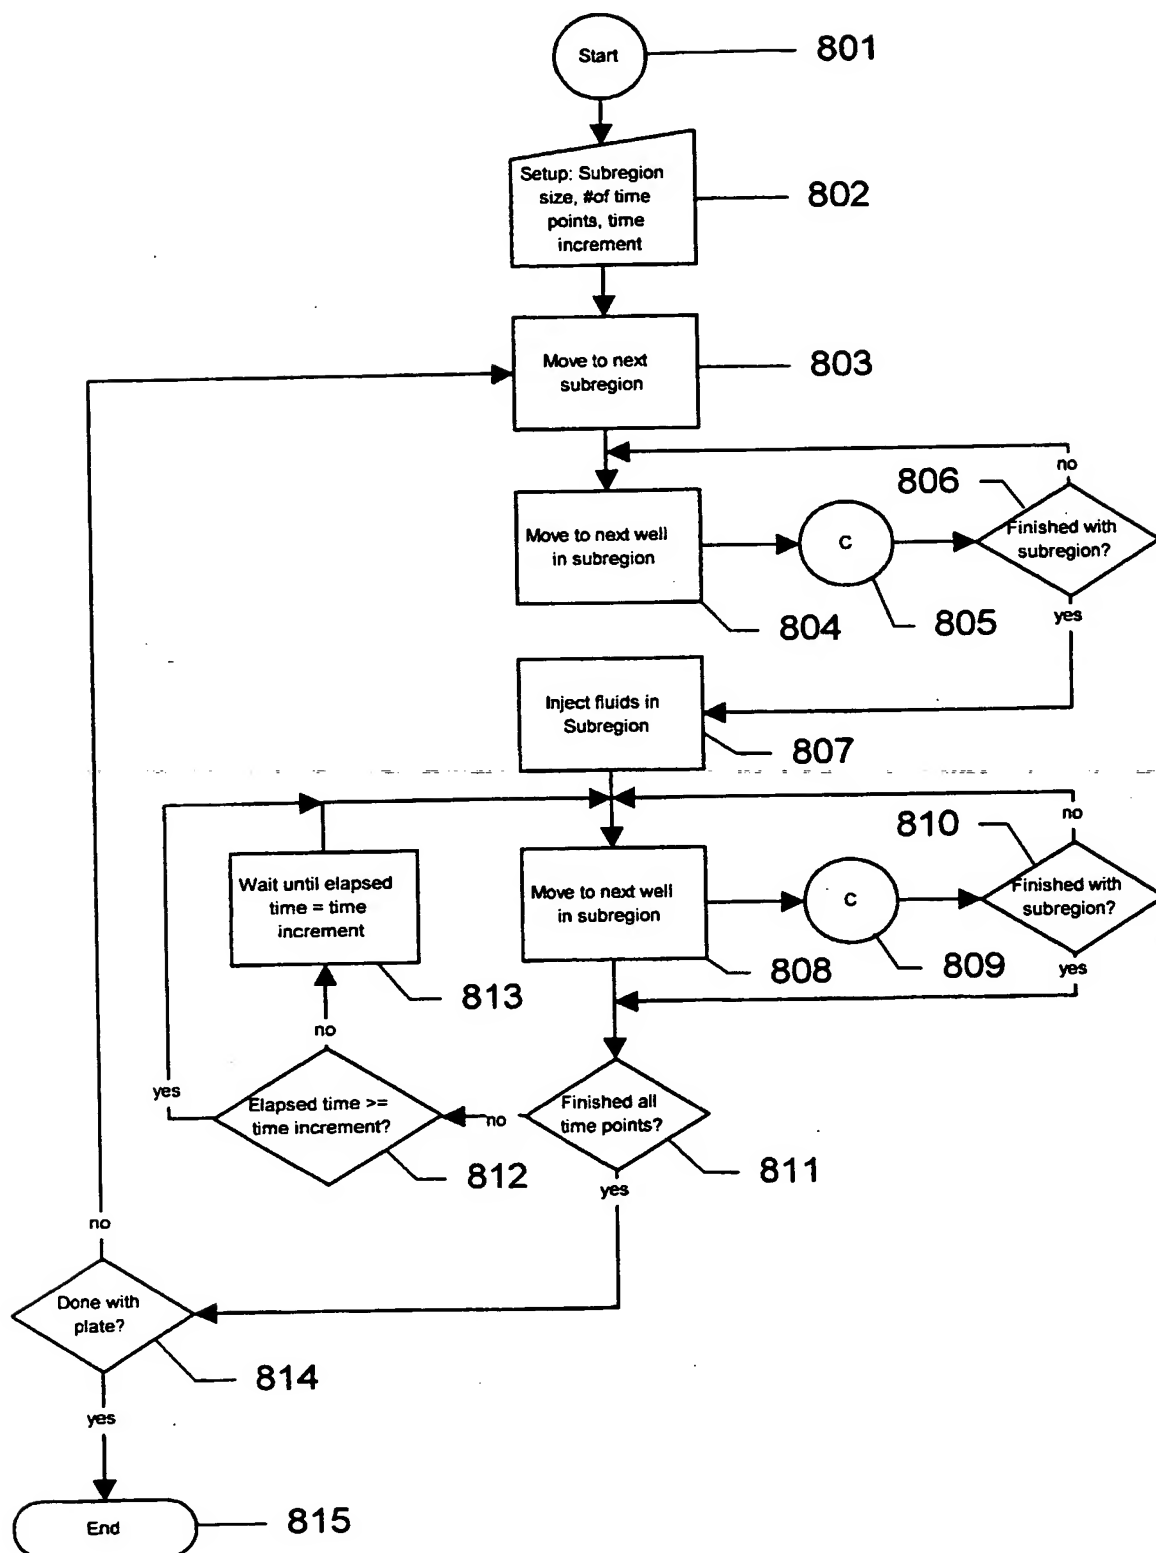 Start
801
Setup: Subregion
size, #of time
points, time
increment
802
Move to next
subregion
803
no
806
Move to next well
in subregion
C
Finished with
subregion?
804
805
yes
Inject fluids in
Subregion
807
no
810
Wait until elapsed
time = time
increment
Move to next well
in subregion
C
Finished with
subregion?
813
808
809
yes
no
yes
Elapsed time >=
time increment?
no
Finished all
time points?
812
811
yes
no
Done with
plate?
814
yes
End
815